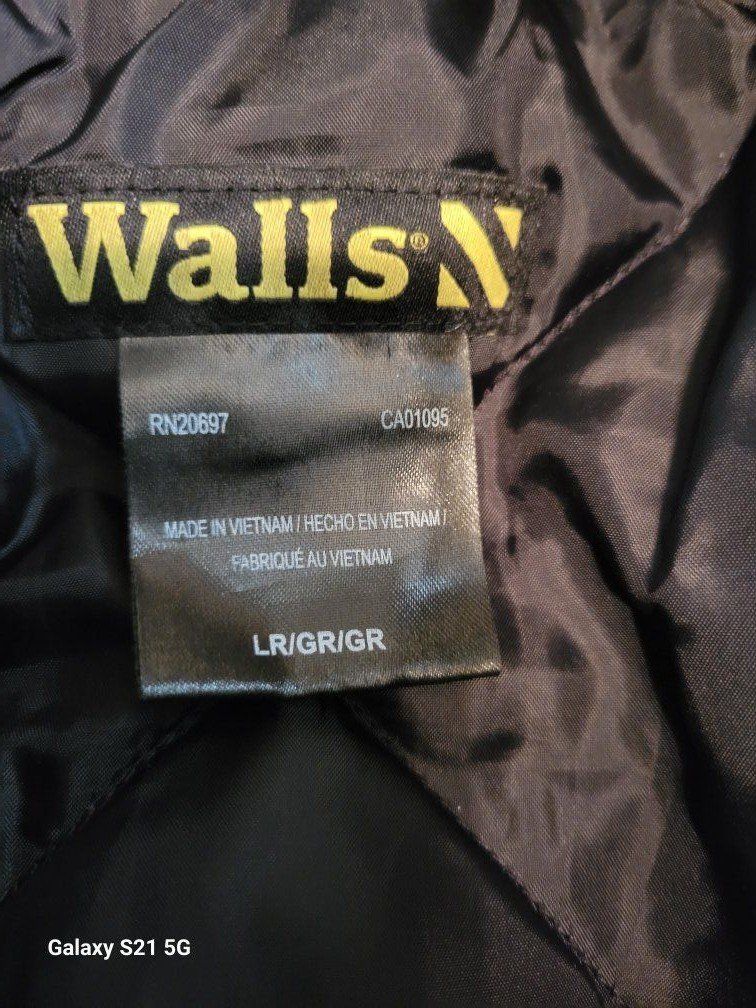 Walls®
RN20697 CA01095
MADE IN VIETNAM / HECHO EN VIETNAM /
FABRIQUÉ AU VIETNAM
LR/GR/GR
Galaxy S21 5G